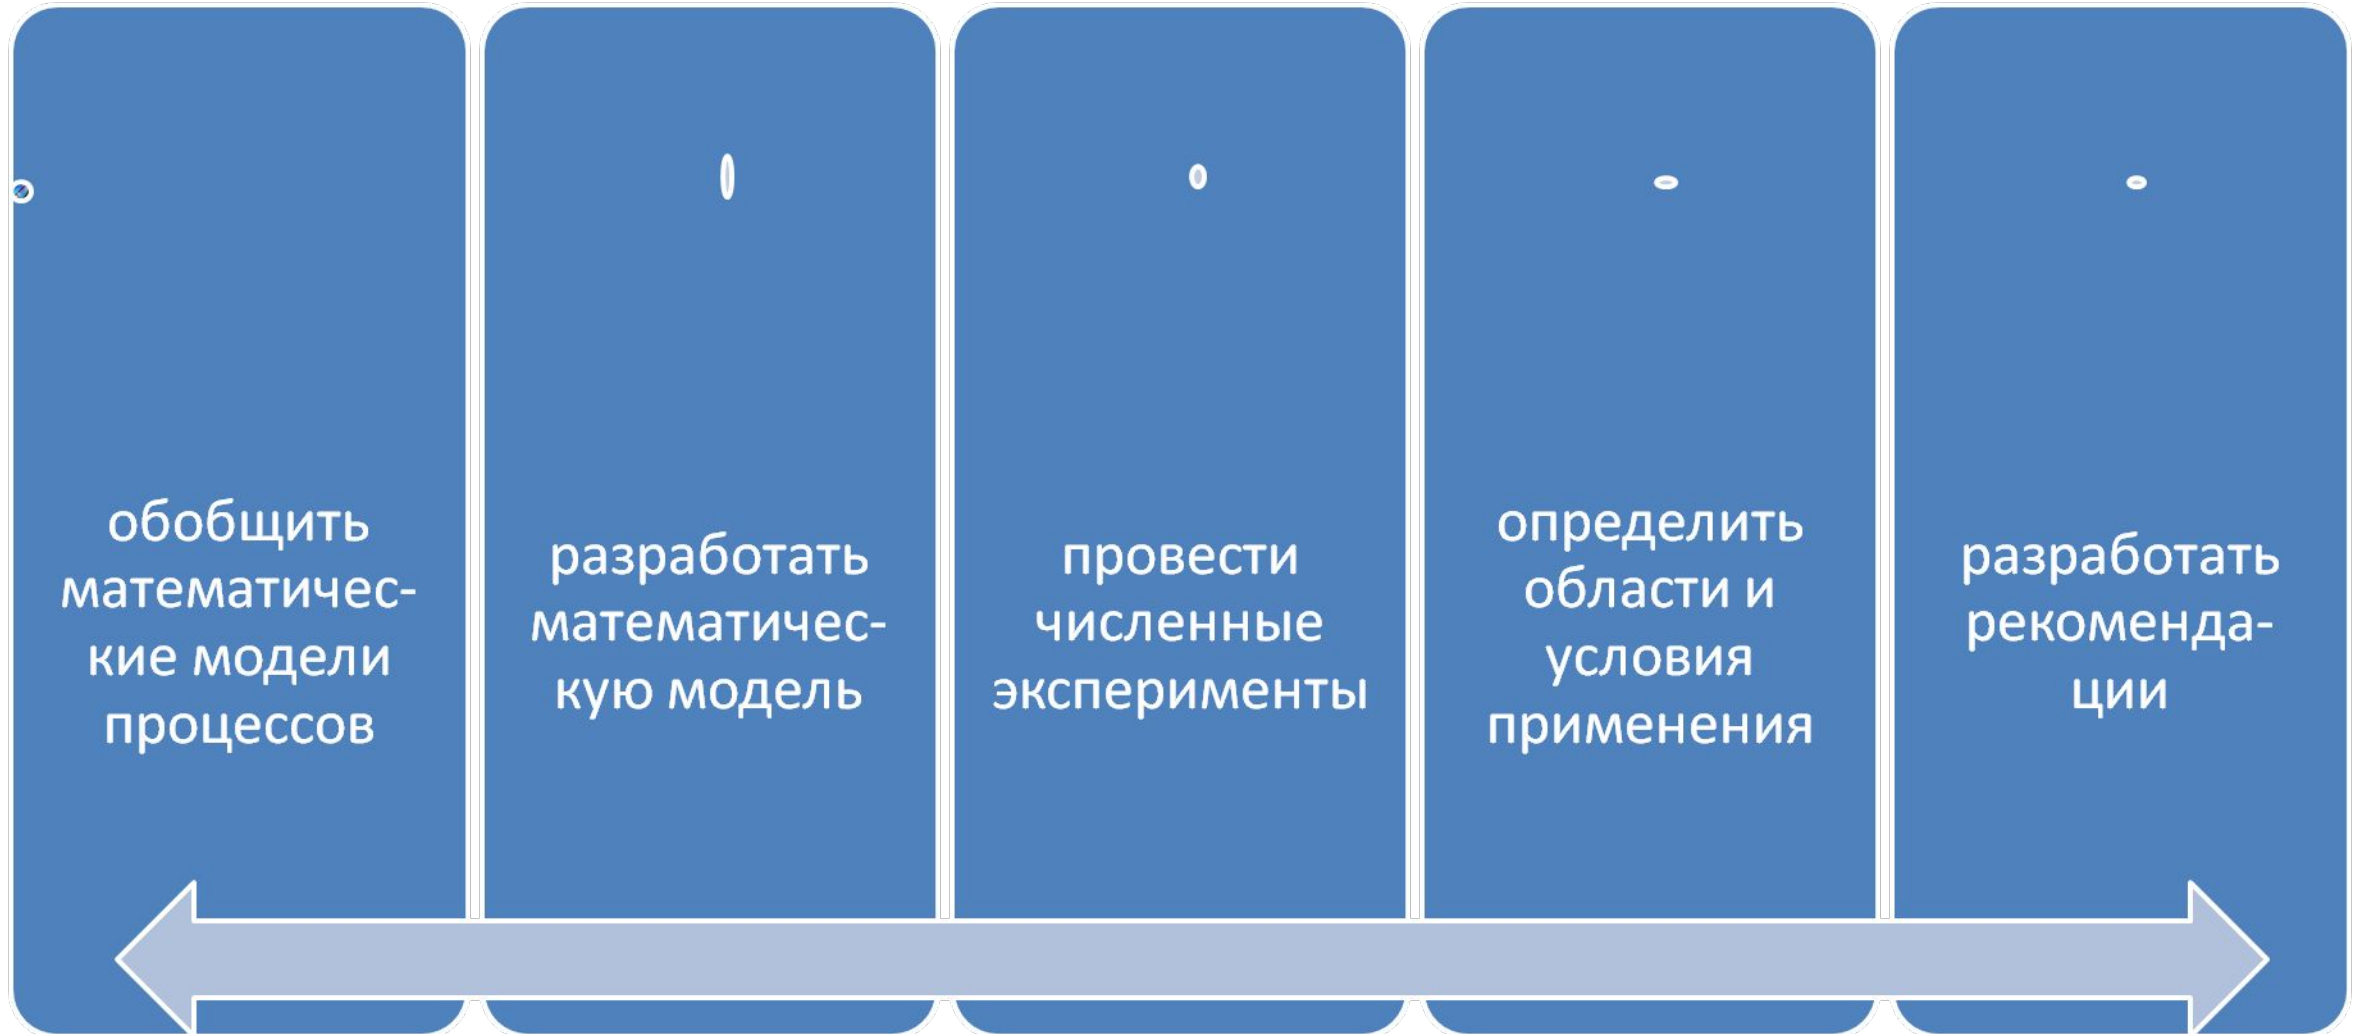 обобщить
математичес-
кие модели
процессов
разработать
математичес-
кую модель
провести
численные
эксперименты
определить
области и
условия
применения
разработать
рекоменда-
ции